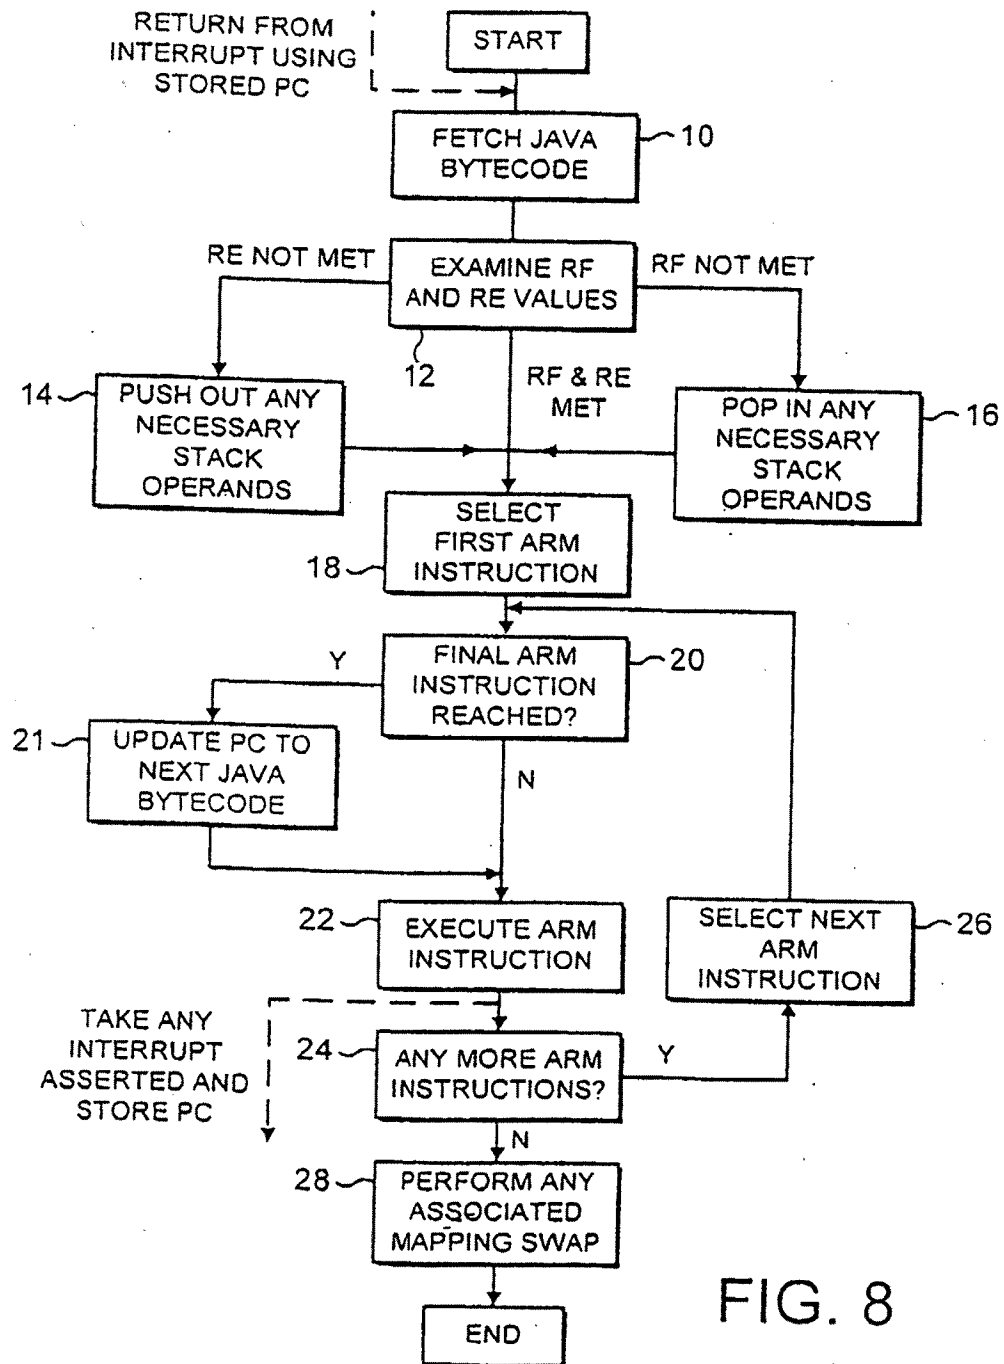 RETURN FROM
INTERRUPT USING
STORED PC
START
FETCH JAVA
BYTECODE
10
RE NOT MET
EXAMINE RF
AND RE VALUES
RF NOT MET
12
14
PUSH OUT ANY
NECESSARY
STACK
OPERANDS
RF & RE
MET
POP IN ANY
NECESSARY
STACK
OPERANDS
16
SELECT
FIRST ARM
INSTRUCTION
18
Y
FINAL ARM
INSTRUCTION
REACHED?
20
21
UPDATE PC TO
NEXT JAVA
BYTECODE
N
22
EXECUTE ARM
INSTRUCTION
SELECT NEXT
ARM
INSTRUCTION
26
TAKE ANY
INTERRUPT
ASSERTED AND
STORE PC
24
ANY MORE ARM
INSTRUCTIONS?
Y
N
28
PERFORM ANY
ASSOCIATED
MAPPING SWAP
END
FIG. 8